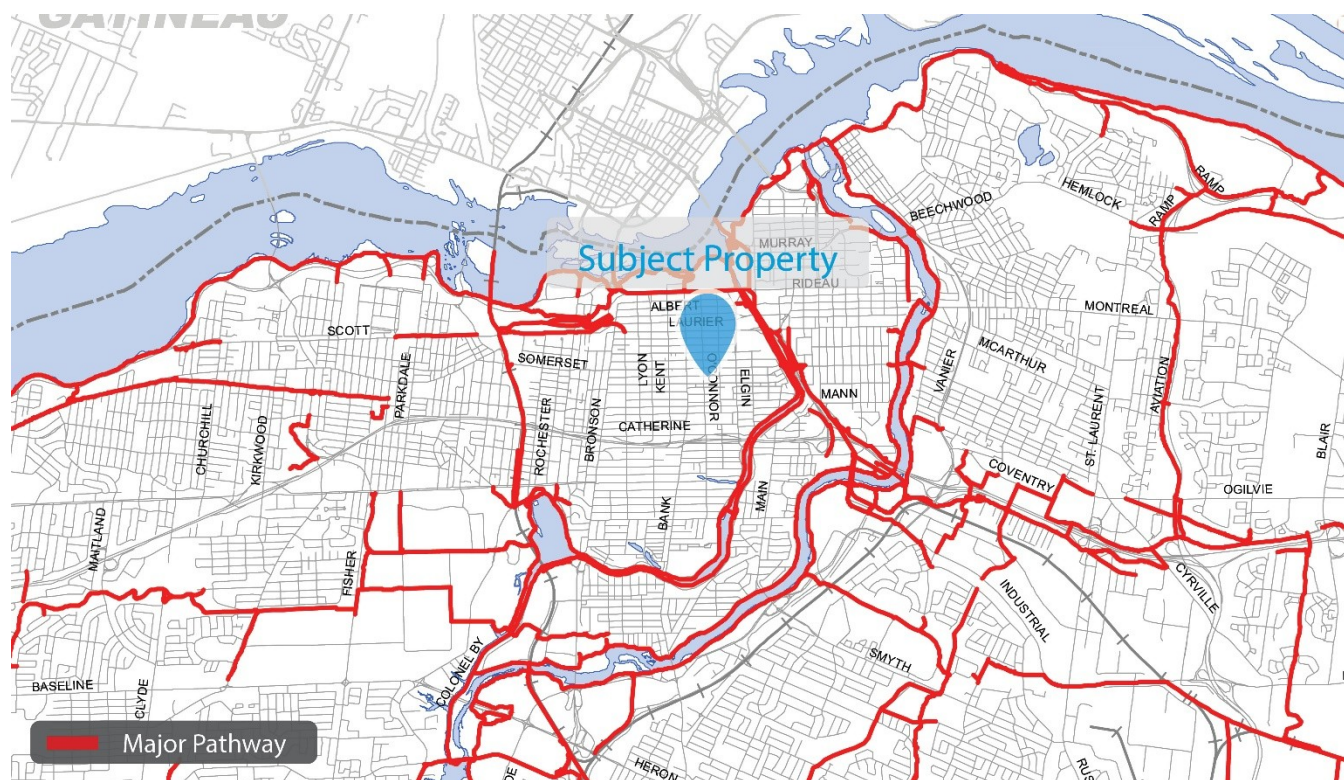 GATINEAU
BEECHWOOD
HEMLOCK
RAMP
RAMP
MURRAY
Subject Property
RIDEAU
ALBERT
LAURIER
MONTREAL
SCOTT
SOMERSET
LYON
KENT
O'CONNOR
ELGIN
MANN
VANIER
MCARTHUR
ST. LAURENT
AVIATION
BLAIR
PARKDALE
CHURCHILL
KIRKWOOD
ROCHESTER
BRONSON
CATHERINE
BANK
MAIN
COVENTRY
OGILVIE
MAITLAND
FISHER
CYRVILLE
INDUSTRIAL
SMYTH
COLONEL BY
BASELINE
CLYDE
HERON
Major Pathway